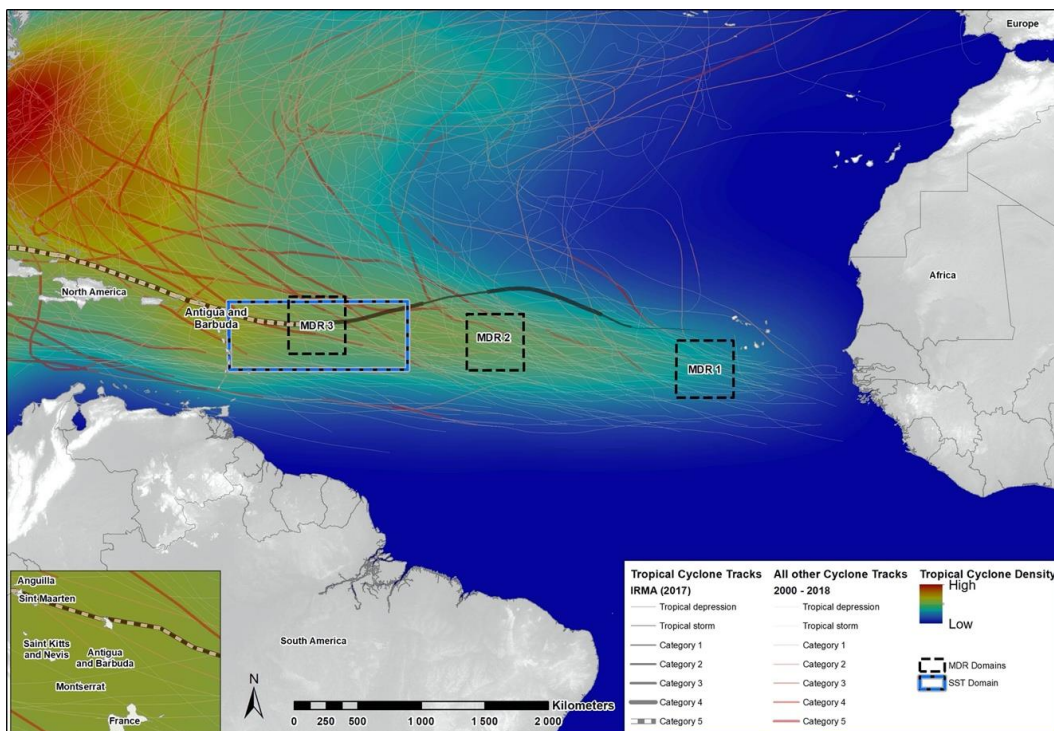 Europe
Africa
North America
Antigua and
Barbuda
MDR 3
MDR 2
MDR 1
South America
Anguilla
Sint Maarten
Saint Kitts
and Nevis
Antigua
and Barbuda
Montserrat
France
N
Kilometers
0 250 500 1 000 1 500 2 000
Tropical Cyclone Tracks
IRMA (2017)
Tropical depression
Tropical storm
Category 1
Category 2
Category 3
Category 4
Category 5
All other Cyclone Tracks
2000 - 2018
Tropical depression
Tropical storm
Category 1
Category 2
Category 3
Category 4
Category 5
Tropical Cyclone Density
High
Low
MDR Domains
SST Domain